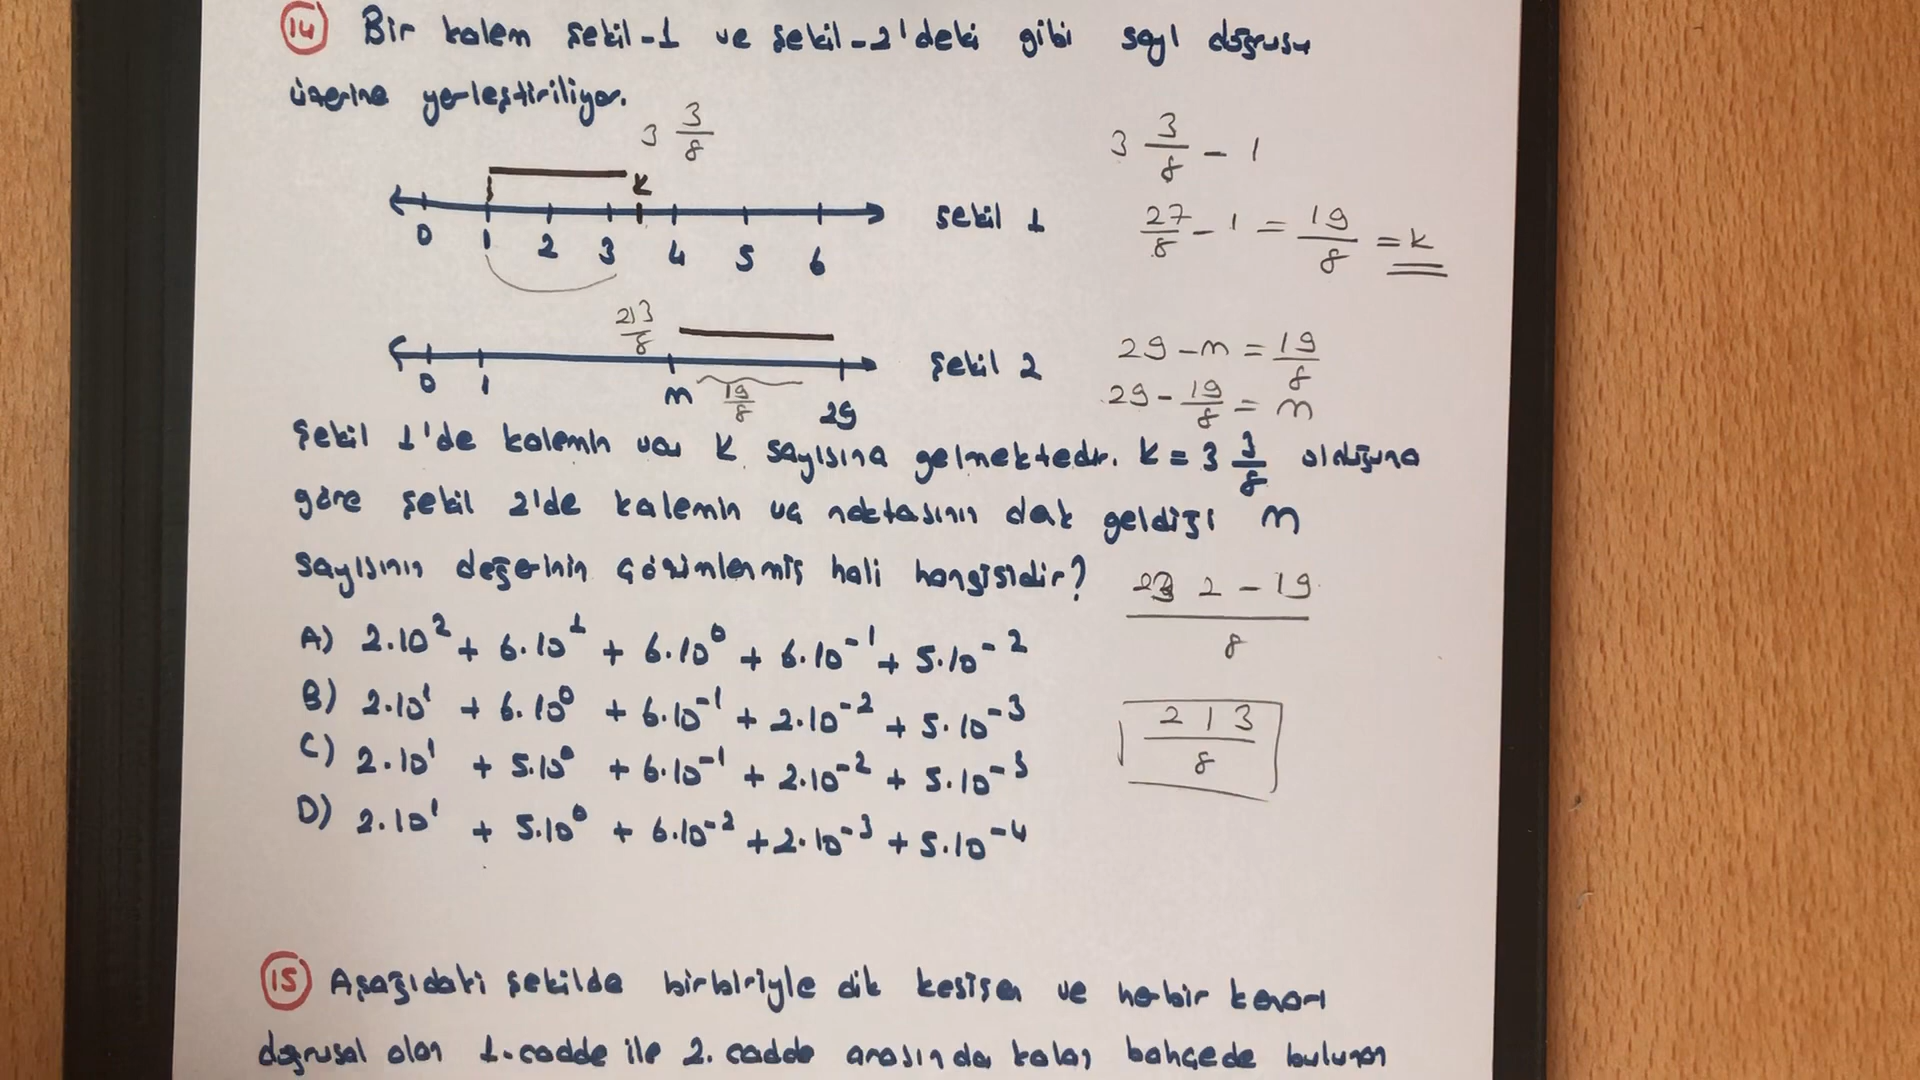 14 Bir kalem şekil-1 ve şekil-2'deki gibi sayı doğrusu
üzerine yerleştiriliyor.
3 3/8
K
0 1 2 3 4 5 6
şekil 1
3 3/8 - 1
27/8 - 1 = 19/8 = k
213/8
0 1 m 19/8 29
şekil 2
29 - m = 19/8
29 - 19/8 = m
şekil 1'de kalemin ucu K sayısına gelmektedir. K = 3 3/8 olduğuna
göre şekil 2'de kalemin uç noktasının denk geldiği m
sayısının değerinin çözümlenmiş hali hangisidir?
232 - 19
8
A) 2.10² + 6.10¹ + 6.10⁰ + 6.10⁻¹ + 5.10⁻²
B) 2.10¹ + 6.10⁰ + 6.10⁻¹ + 2.10⁻² + 5.10⁻³
C) 2.10¹ + 5.10⁰ + 6.10⁻¹ + 2.10⁻² + 5.10⁻³
D) 2.10¹ + 5.10⁰ + 6.10⁻² + 2.10⁻³ + 5.10⁻⁴
213
8
15 Aşağıdaki şekilde birbiriyle dik kesişen ve her bir kenarı
doğrusal olan 1. cadde ile 2. cadde arasında kalan bahçede bulunan